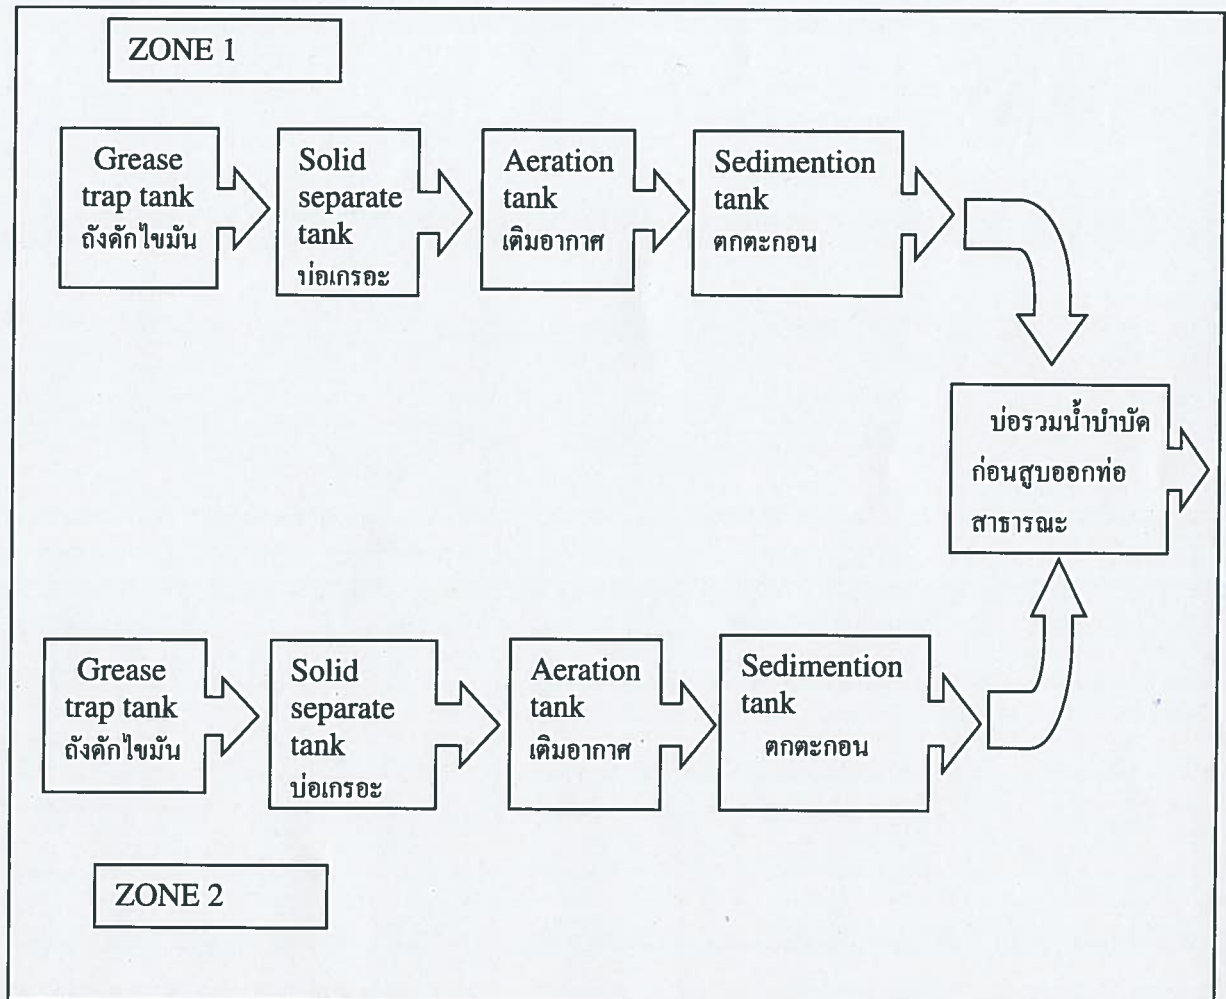 ZONE 1
Grease
trap tank
ถังดักไขมัน
Solid
separate
tank
บ่อเกรอะ
Aeration
tank
เติมอากาศ
Sedimention
tank
ตกตะกอน
บ่อรวมน้ำบำบัด
ก่อนสูบออกท่อ
สาธารณะ
Grease
trap tank
ถังดักไขมัน
Solid
separate
tank
บ่อเกรอะ
Aeration
tank
เติมอากาศ
Sedimention
tank
ตกตะกอน
ZONE 2